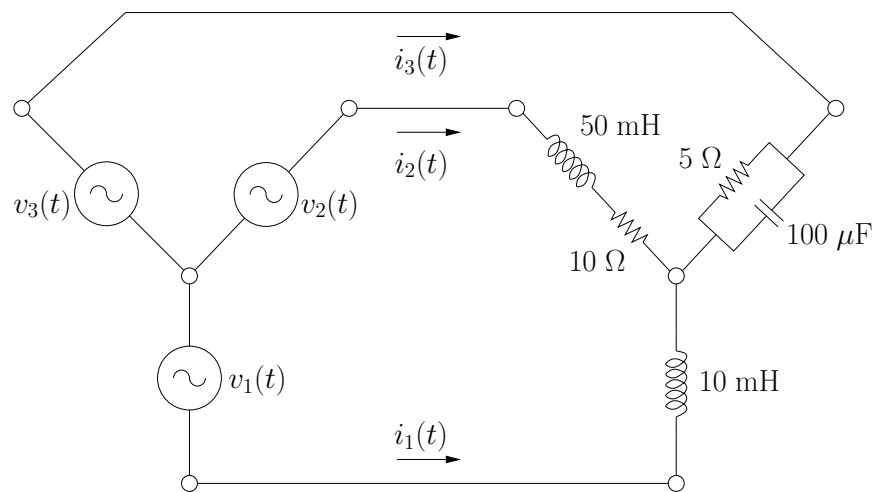 i₃(t)
50 mH
5 Ω
i₂(t)
v₃(t)
v₂(t)
100 μF
10 Ω
v₁(t)
10 mH
i₁(t)